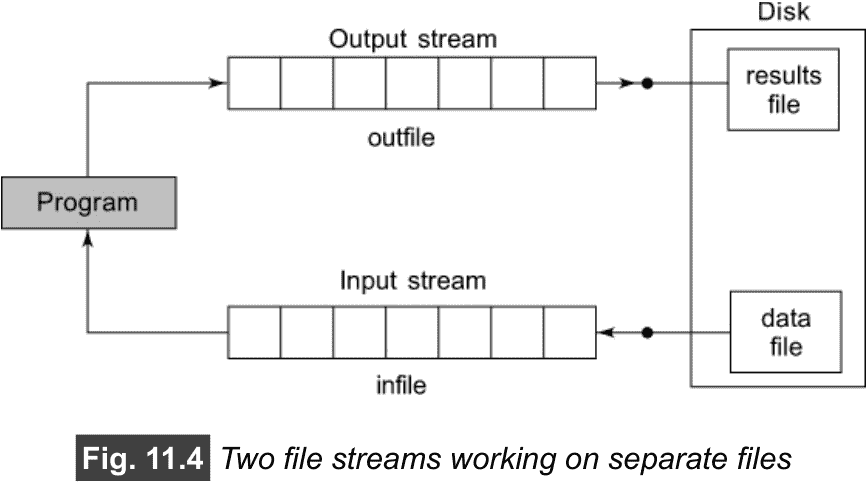 Disk
Output stream
results
file
outfile
Program
Input stream
data
file
infile
Fig. 11.4 Two file streams working on separate files